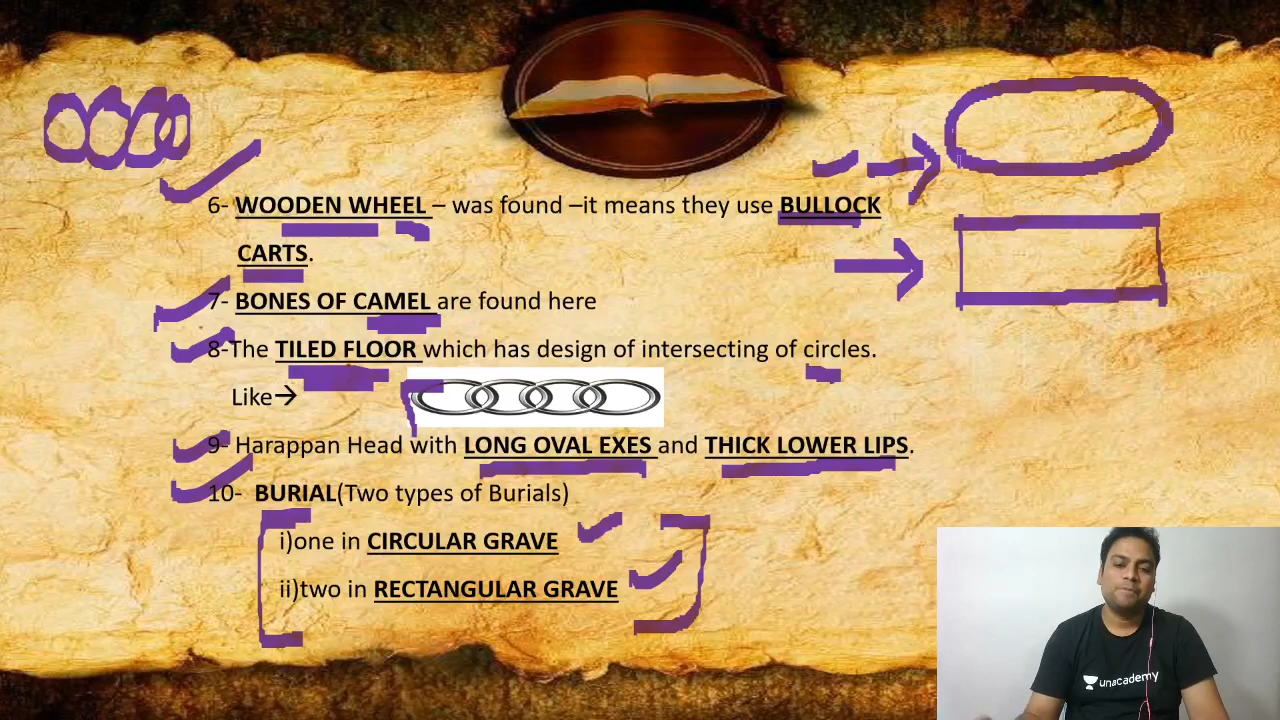 6- WOODEN WHEEL – was found –it means they use BULLOCK
CARTS.
7- BONES OF CAMEL are found here
8-The TILED FLOOR which has design of intersecting of circles.
Like→
9- Harappan Head with LONG OVAL EXES and THICK LOWER LIPS.
10- BURIAL(Two types of Burials)
i)one in CIRCULAR GRAVE
ii)two in RECTANGULAR GRAVE
unacademy